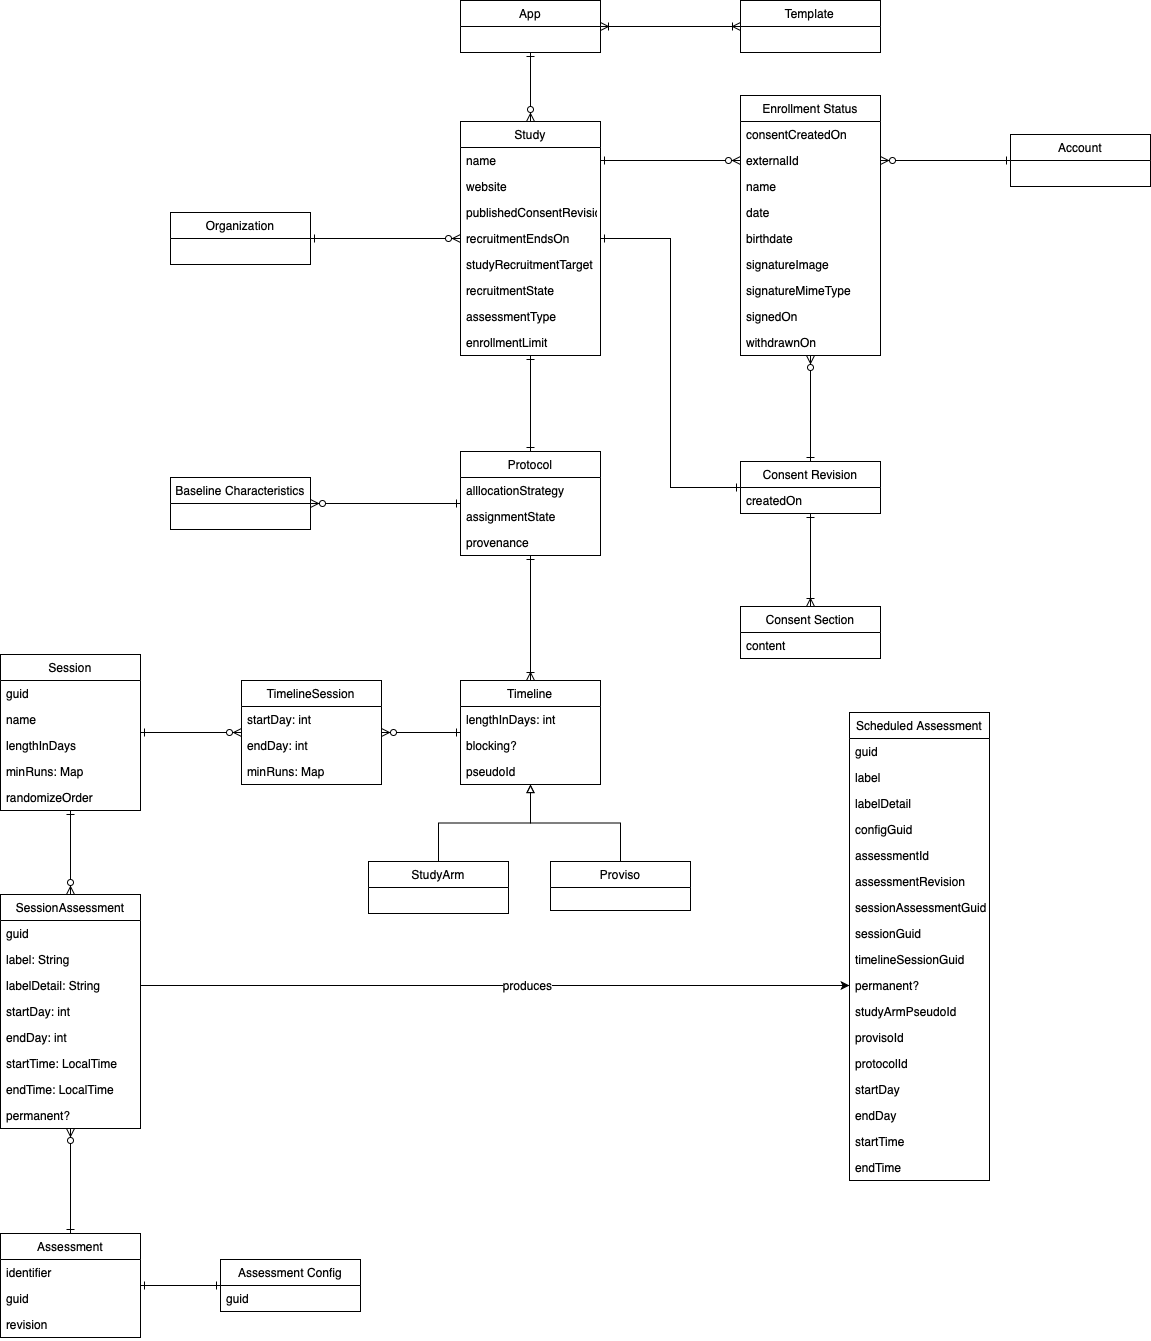 App
Template
Study
name
website
publishedConsentRevisi
recruitmentEndsOn
studyRecruitmentTarget
recruitmentState
assessmentType
enrollmentLimit
Enrollment Status
consentCreatedOn
externalId
name
date
birthdate
signatureImage
signatureMimeType
signedOn
withdrawnOn
Account
Organization
Protocol
alllocationStrategy
assignmentState
provenance
Baseline Characteristics
Consent Revision
createdOn
Consent Section
content
Session
guid
name
lengthInDays
minRuns: Map
randomizeOrder
TimelineSession
startDay: int
endDay: int
minRuns: Map
Timeline
lengthInDays: int
blocking?
pseudoId
StudyArm
Proviso
Scheduled Assessment
guid
label
labelDetail
configGuid
assessmentId
assessmentRevision
sessionAssessmentGuid
sessionGuid
timelineSessionGuid
permanent?
studyArmPseudoId
provisoId
protocolId
startDay
endDay
startTime
endTime
SessionAssessment
guid
label: String
labelDetail: String
startDay: int
endDay: int
startTime: LocalTime
endTime: LocalTime
permanent?
produces
Assessment
identifier
guid
revision
Assessment Config
guid